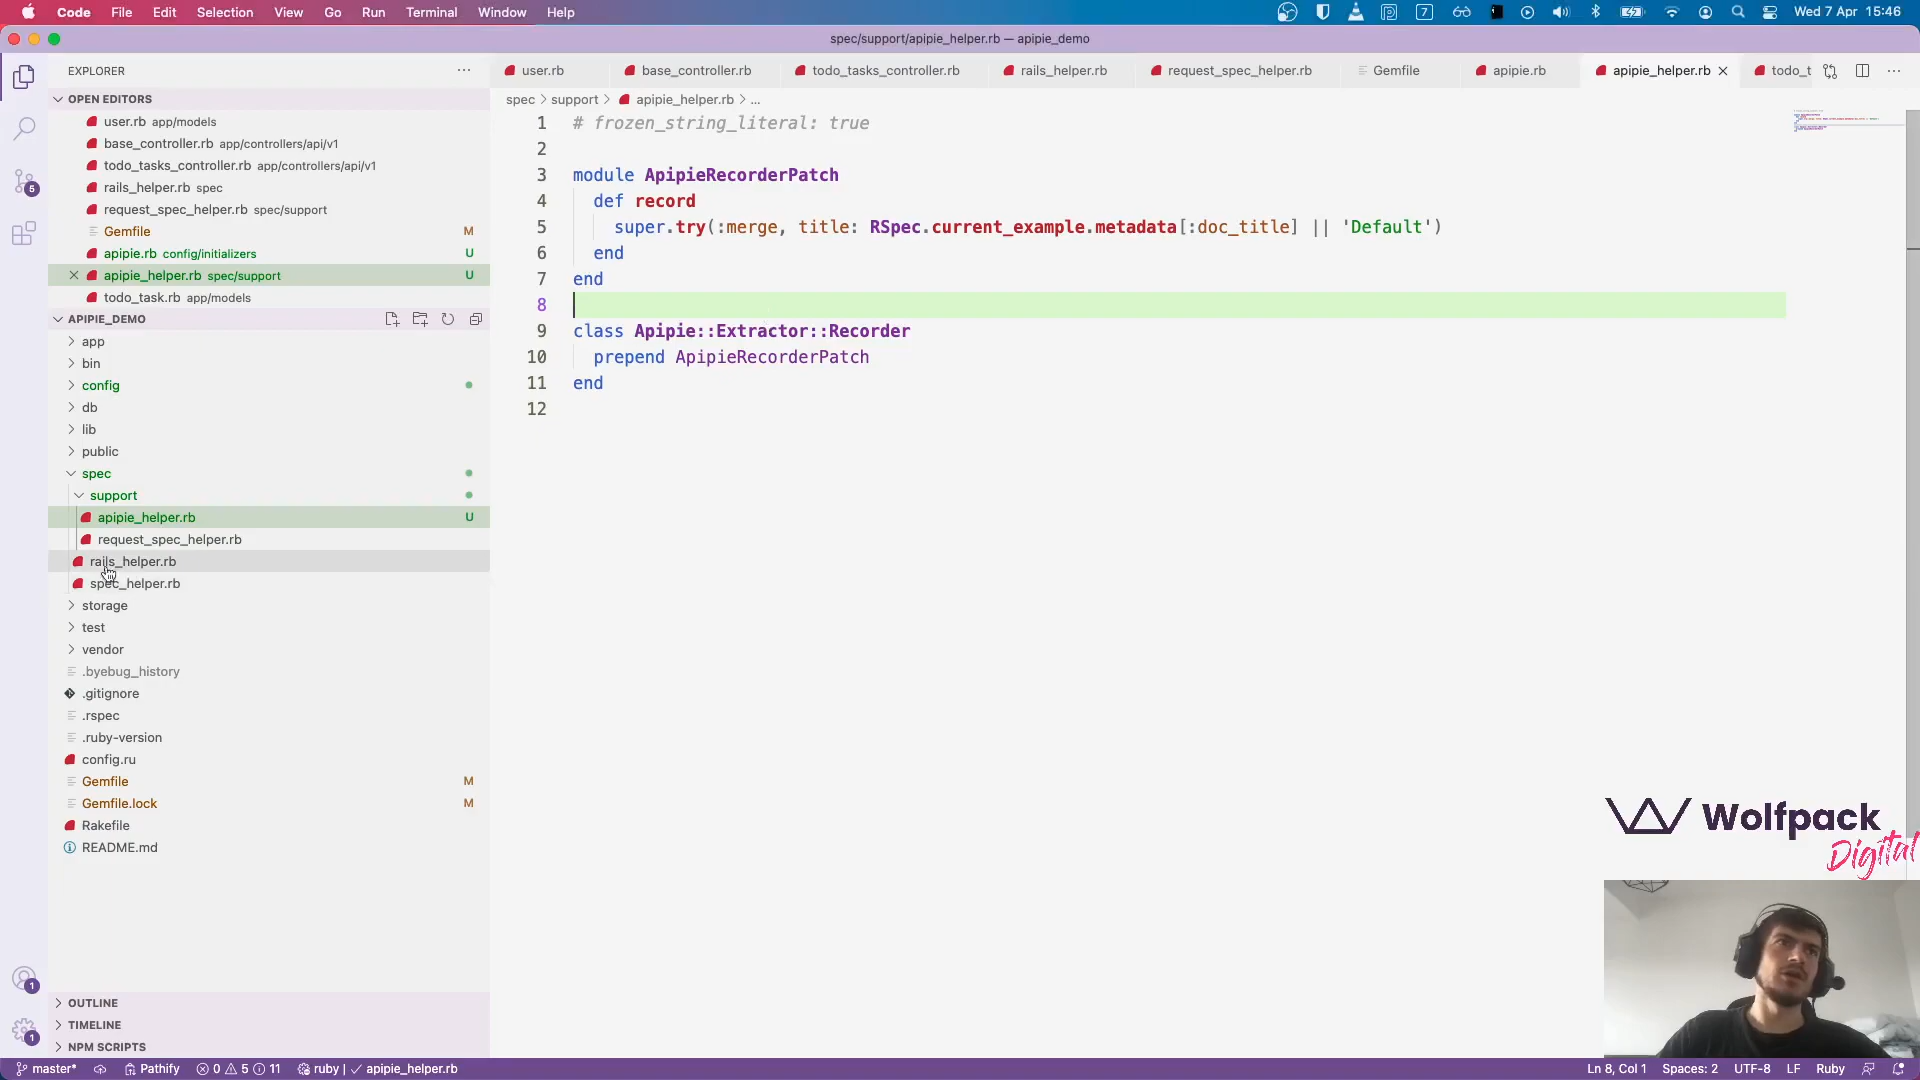 Code File Edit Selection View Go Run Terminal Window Help 7 Wed 7 Apr 15:46
spec/support/apipie_helper.rb — apipie_demo
EXPLORER
user.rb base_controller.rb todo_tasks_controller.rb rails_helper.rb request_spec_helper.rb Gemfile apipie.rb apipie_helper.rb todo_t
OPEN EDITORS
spec > support > apipie_helper.rb > ...
user.rb app/models
base_controller.rb app/controllers/api/v1
todo_tasks_controller.rb app/controllers/api/v1
rails_helper.rb spec
request_spec_helper.rb spec/support
Gemfile M
apipie.rb config/initializers U
apipie_helper.rb spec/support U
todo_task.rb app/models
5
APIPIE_DEMO
app
bin
config
db
lib
public
spec
support
apipie_helper.rb U
request_spec_helper.rb
rails_helper.rb
spec_helper.rb
storage
test
vendor
.byebug_history
.gitignore
.rspec
.ruby-version
config.ru
Gemfile M
Gemfile.lock M
Rakefile
README.md
OUTLINE
TIMELINE
NPM SCRIPTS
1
1
1 # frozen_string_literal: true
2
3 module ApipieRecorderPatch
4 def record
5 super.try(:merge, title: RSpec.current_example.metadata[:doc_title] || 'Default')
6 end
7 end
8
9 class Apipie::Extractor::Recorder
10 prepend ApipieRecorderPatch
11 end
12
Wolfpack
Digital
master* Pathify 0 5 11 ruby | ✓ apipie_helper.rb Ln 8, Col 1 Spaces: 2 UTF-8 LF Ruby